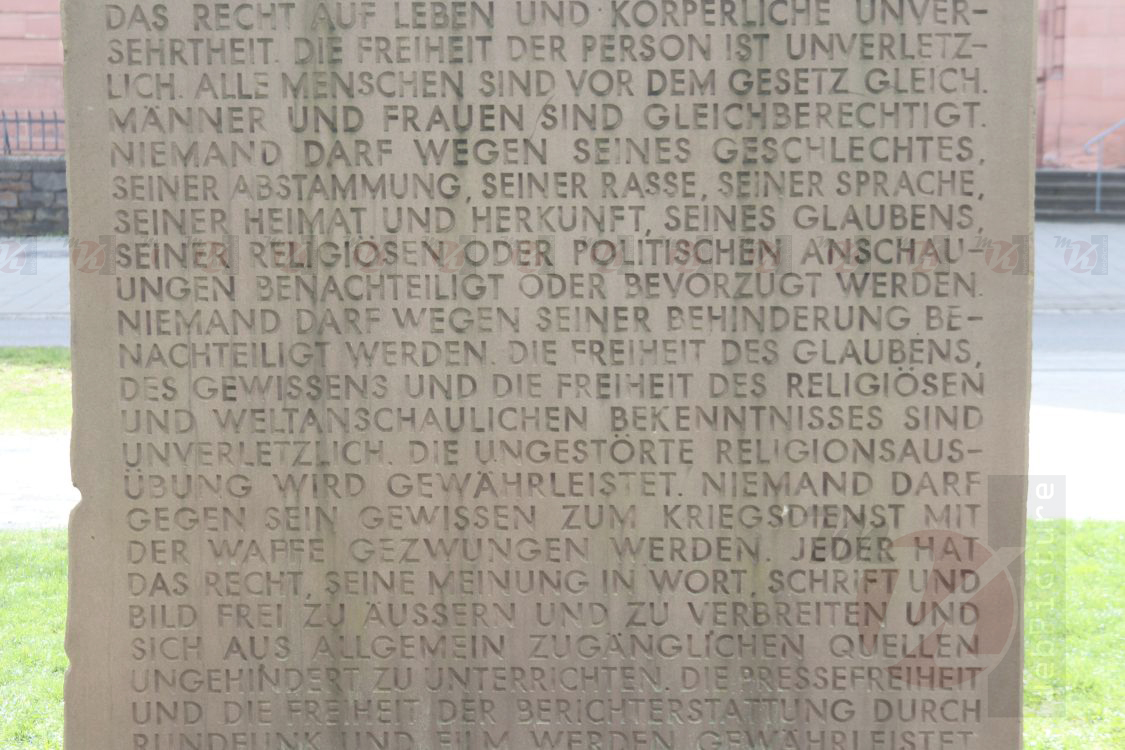 DAS RECHT AUF LEBEN UND KÖRPERLICHE UNVER-
SEHRTHEIT. DIE FREIHEIT DER PERSON IST UNVERLETZ-
LICH. ALLE MENSCHEN SIND VOR DEM GESETZ GLEICH.
MÄNNER UND FRAUEN SIND GLEICHBERECHTIGT.
NIEMAND DARF WEGEN SEINES GESCHLECHTES,
SEINER ABSTAMMUNG, SEINER RASSE, SEINER SPRACHE,
SEINER HEIMAT UND HERKUNFT, SEINES GLAUBENS,
SEINER RELIGIÖSEN ODER POLITISCHEN ANSCHAU-
UNGEN BENACHTEILIGT ODER BEVORZUGT WERDEN.
NIEMAND DARF WEGEN SEINER BEHINDERUNG BE-
NACHTEILIGT WERDEN. DIE FREIHEIT DES GLAUBENS,
DES GEWISSENS UND DIE FREIHEIT DES RELIGIÖSEN
UND WELTANSCHAULICHEN BEKENNTNISSES SIND
UNVERLETZLICH. DIE UNGESTÖRTE RELIGIONSAUS-
ÜBUNG WIRD GEWÄHRLEISTET. NIEMAND DARF
GEGEN SEIN GEWISSEN ZUM KRIEGSDIENST MIT
DER WAFFE GEZWUNGEN WERDEN. JEDER HAT
DAS RECHT, SEINE MEINUNG IN WORT, SCHRIFT UND
BILD FREI ZU ÄUSSERN UND ZU VERBREITEN UND
SICH AUS ALLGEMEIN ZUGÄNGLICHEN QUELLEN
UNGEHINDERT ZU UNTERRICHTEN. DIE PRESSEFREIHEIT
UND DIE FREIHEIT DER BERICHTERSTATTUNG DURCH
RUNDFUNK UND FILM WERDEN GEWÄHRLEISTET.